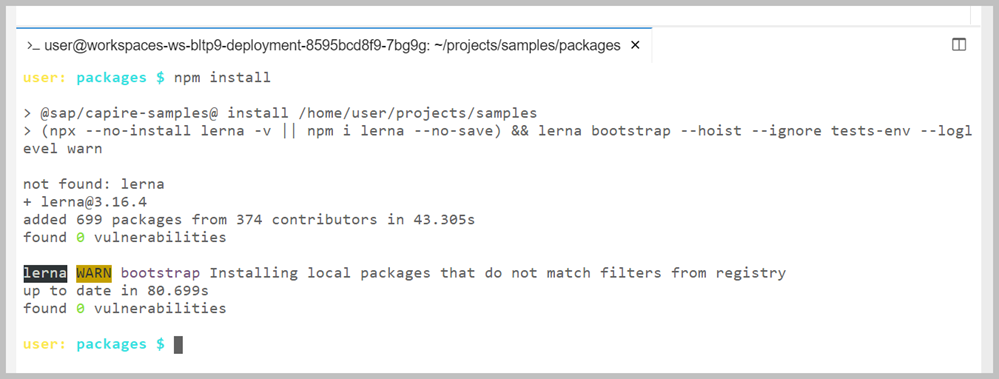 >_ user@workspaces-ws-bltp9-deployment-8595bcd8f9-7bg9g: ~/projects/samples/packages ✕
user: packages $ npm install
> @sap/capire-samples@ install /home/user/projects/samples
> (npx --no-install lerna -v || npm i lerna --no-save) && lerna bootstrap --hoist --ignore tests-env --logl
evel warn
not found: lerna
+ lerna@3.16.4
added 699 packages from 374 contributors in 43.305s
found 0 vulnerabilities
lerna WARN bootstrap Installing local packages that do not match filters from registry
up to date in 80.699s
found 0 vulnerabilities
user: packages $